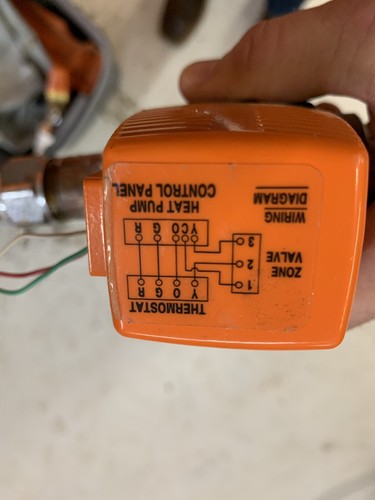 THERMOSTAT
Y O G R
1
ZONE
VALVE
2
3
Y C O G R
WIRING
DIAGRAM
HEAT PUMP
CONTROL PANEL